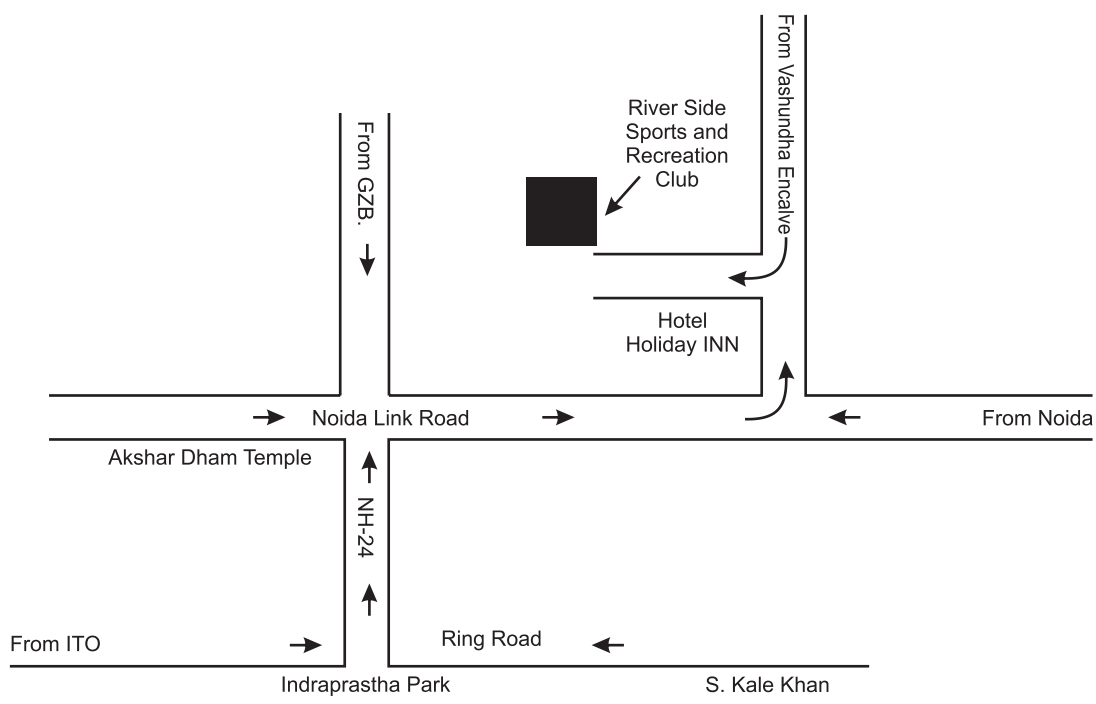 From Vashundha Encalve
River Side
Sports and
Recreation
Club
From GZB.
Hotel
Holiday INN
Noida Link Road
From Noida
Akshar Dham Temple
NH-24
From ITO
Ring Road
Indraprastha Park
S. Kale Khan